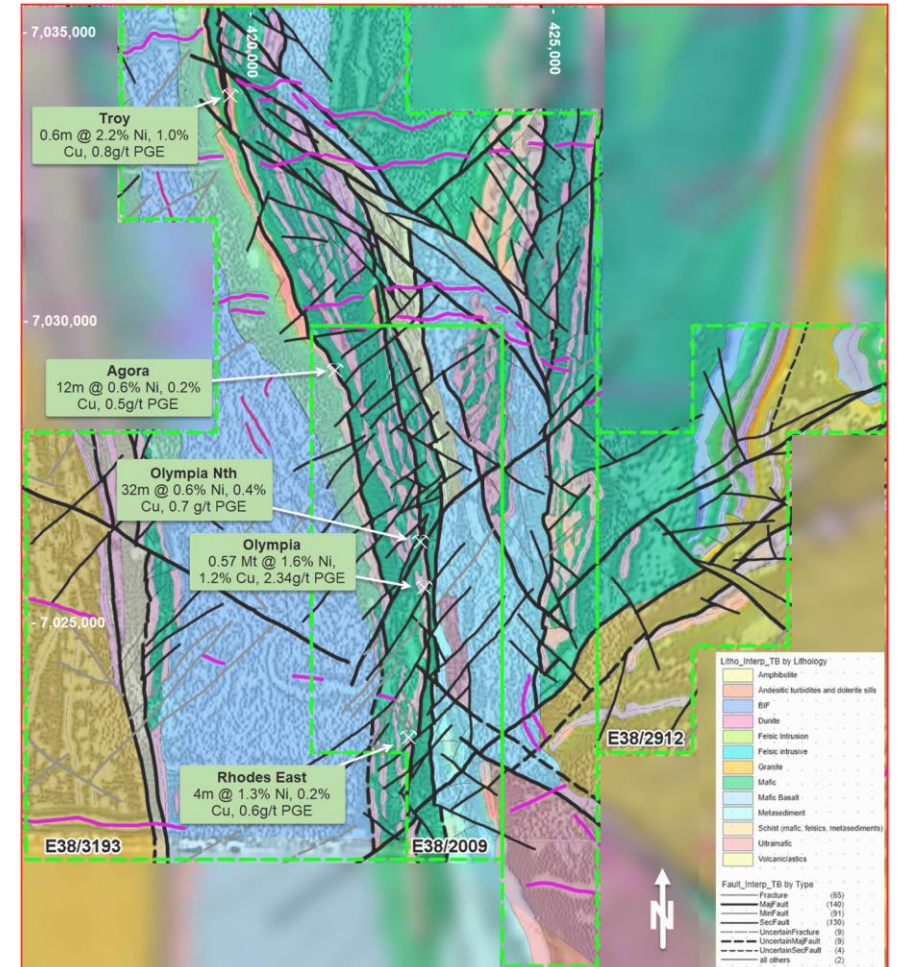 - 7,035,000
- 420,000
- 425,000
Troy
0.6m @ 2.2% Ni, 1.0%
Cu, 0.8g/t PGE
- 7,030,000
Agora
12m @ 0.6% Ni, 0.2%
Cu, 0.5g/t PGE
Olympia Nth
32m @ 0.6% Ni, 0.4%
Cu, 0.7 g/t PGE
Olympia
0.57 Mt @ 1.6% Ni,
1.2% Cu, 2.34g/t PGE
- 7,025,000
Rhodes East
4m @ 1.3% Ni, 0.2%
Cu, 0.6g/t PGE
E38/3193
E38/2009
E38/2912
N
Litho_Interp_TB by Lithology
Amphibolite
Andesitic turbidites and dolerite sills
BIF
Dunite
Felsic Intrusion
Felsic intrusive
Granite
Mafic
Mafic Basalt
Metasediment
Schist (mafic, felsics, metasediments)
Ultramafic
Volcaniclastics
Fault_Interp_TB by Type
Fracture (65)
MajFault (140)
MinFault (91)
SecFault (130)
UncertainFracture (9)
UncertainMajFault (9)
UncertainSecFault (4)
all others (2)